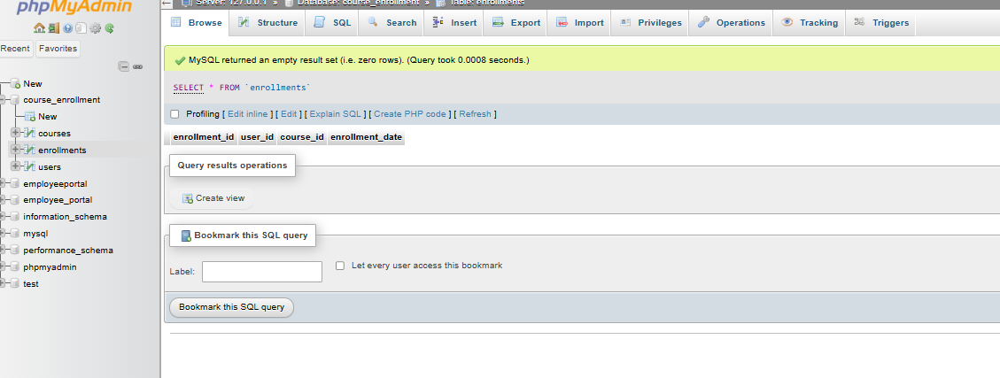 phpMyAdmin
Server: 127.0.0.1 » Database: course_enrollment » Table: enrollments
Browse Structure SQL Search Insert Export Import Privileges Operations Tracking Triggers
Recent Favorites
MySQL returned an empty result set (i.e. zero rows). (Query took 0.0008 seconds.)
SELECT * FROM `enrollments`
Profiling [ Edit inline ] [ Edit ] [ Explain SQL ] [ Create PHP code ] [ Refresh ]
enrollment_id user_id course_id enrollment_date
Query results operations
Create view
Bookmark this SQL query
Label:
Let every user access this bookmark
Bookmark this SQL query
New
course_enrollment
New
courses
enrollments
users
employeeportal
employee_portal
information_schema
mysql
performance_schema
phpmyadmin
test